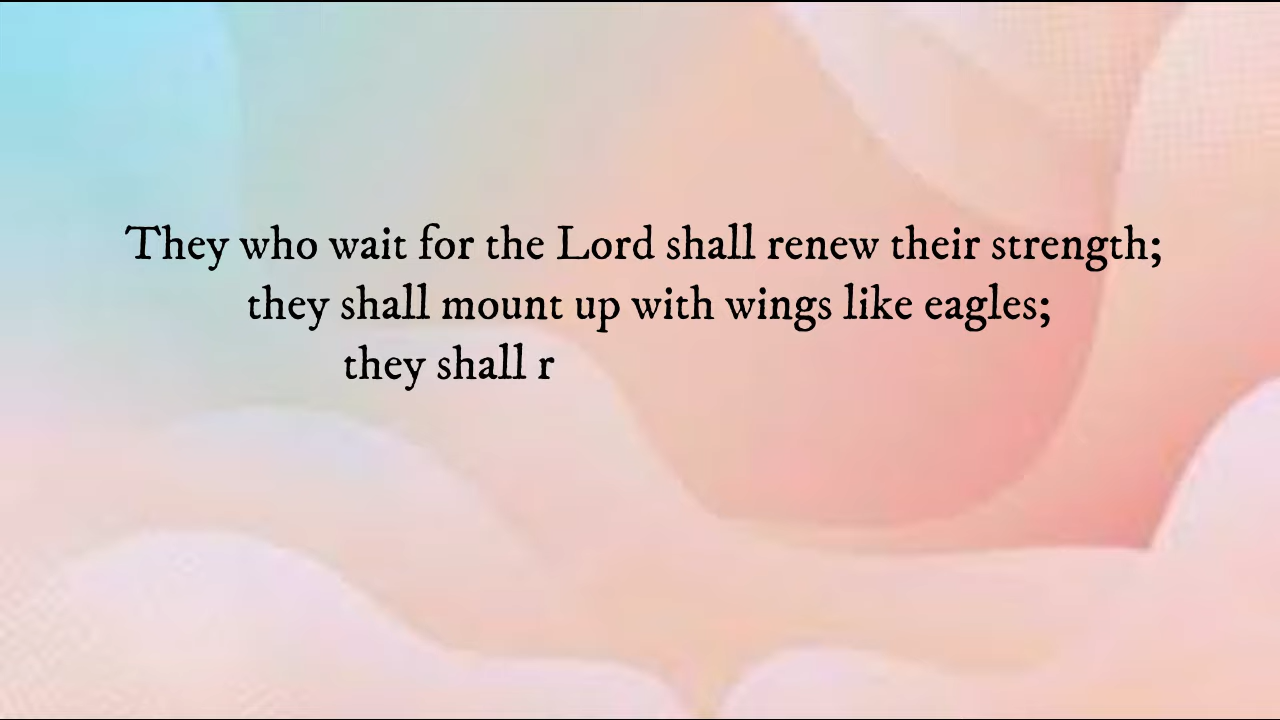 They who wait for the Lord shall renew their strength;
they shall mount up with wings like eagles;
they shall r